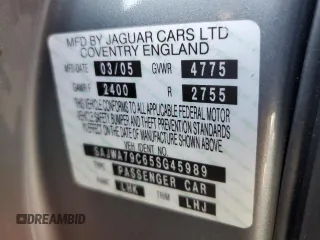 MFD BY JAGUAR CARS LTD
COVENTRY ENGLAND
MFD-DATE 03/05 GVWR 4775
GAWR F 2400 R 2755
THIS VEHICLE CONFORMS TO ALL APPLICABLE FEDERAL MOTOR
VEHICLE SAFETY BUMPER AND THEFT PREVENTION STANDARDS
IN EFFECT ON THE DATE OF MANUFACTURE SHOWN ABOVE
VEH. IDENT NO
SAJWA79C65SG45989
TYPE PASSENGER CAR
TRIM LHJ
LHK
DREAMBID